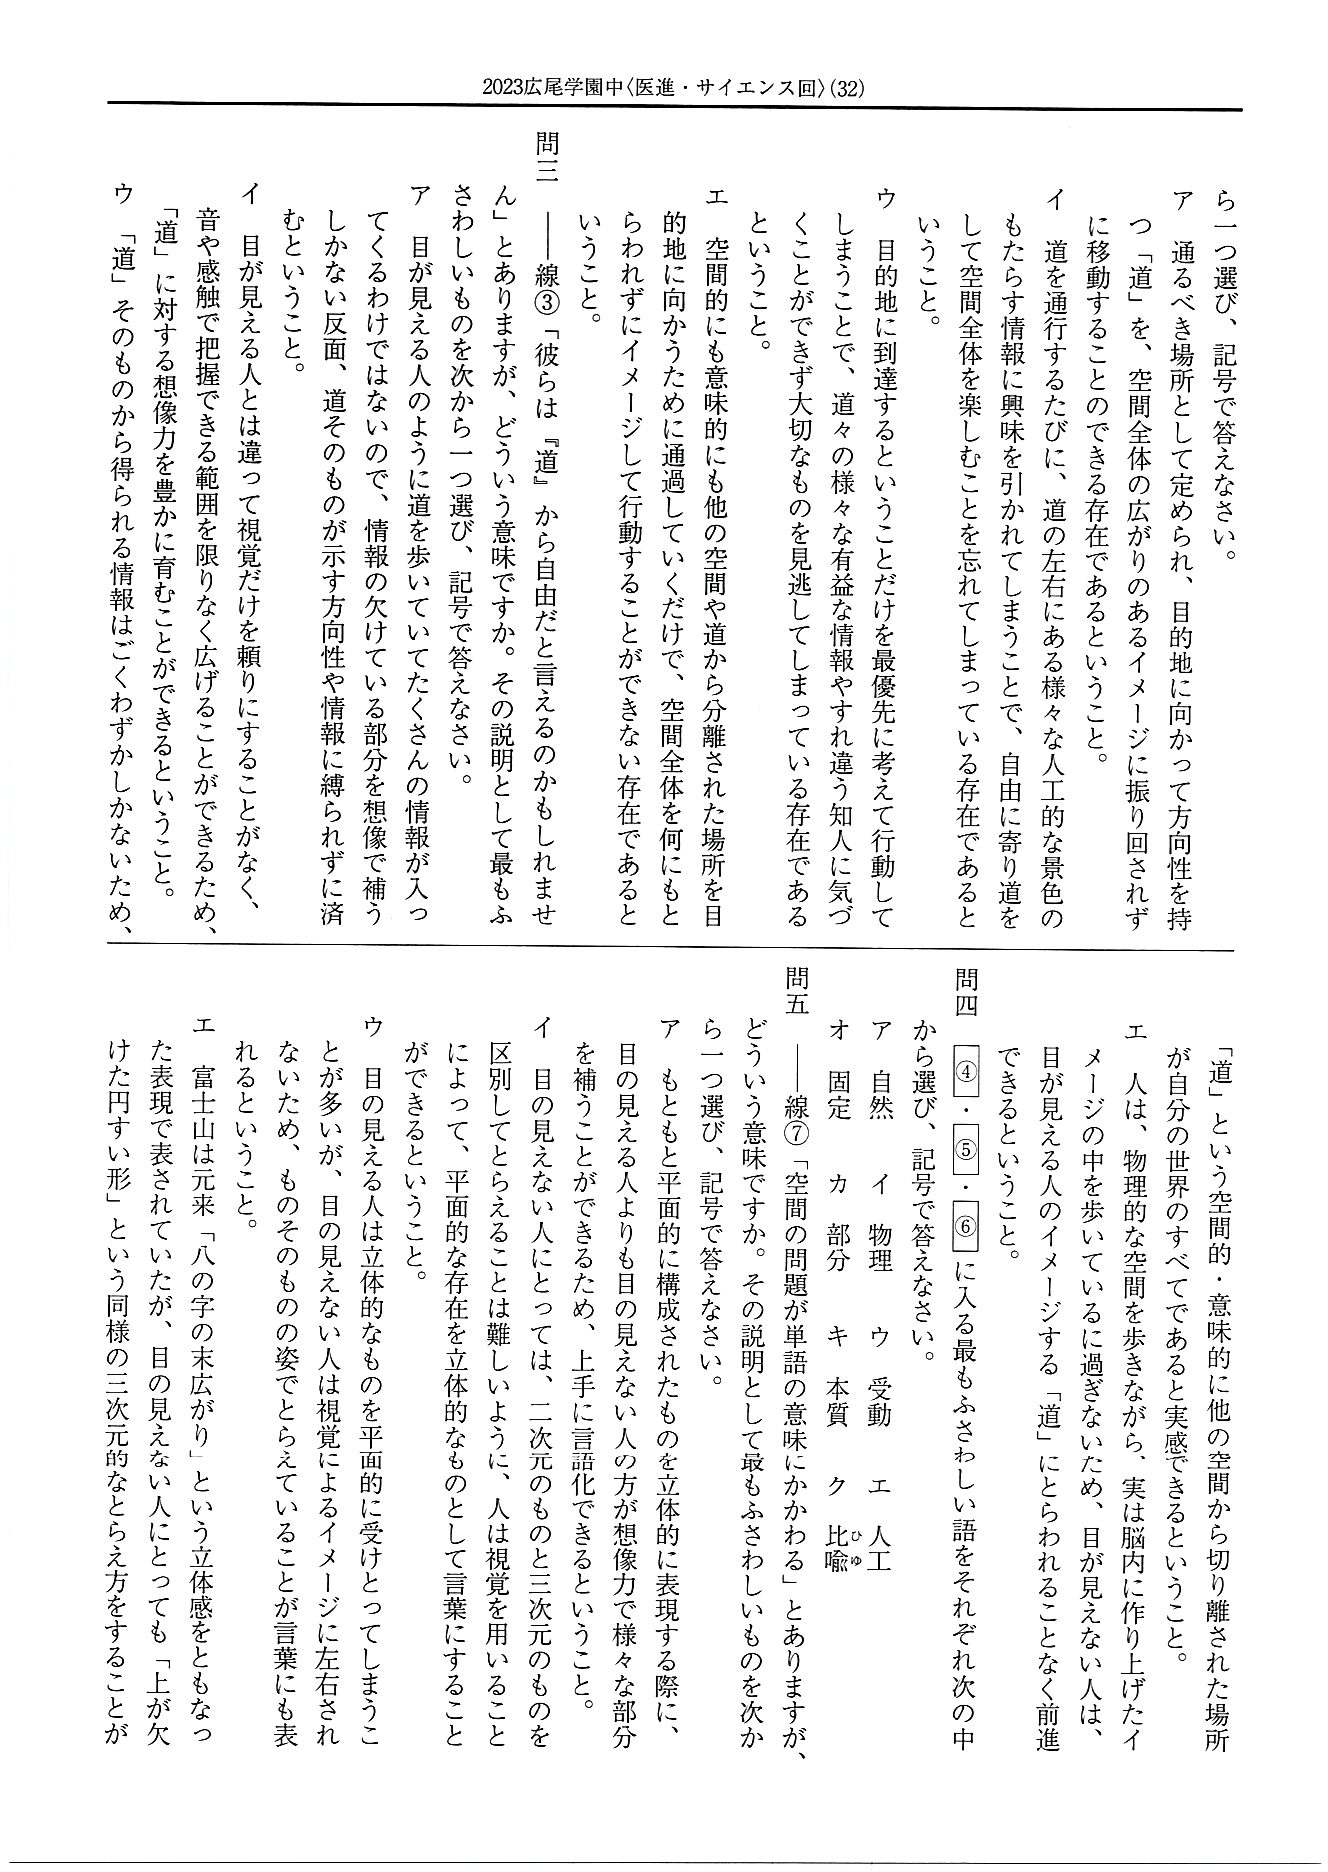 2023広尾学園中〈医進・サイエンス回〉(32)
ら一つ選び、記号で答えなさい。
ア　通るべき場所として定められ、目的地に向かって方向性を持
つ「道」を、空間全体の広がりのあるイメージに振り回されず
に移動することのできる存在であるということ。
イ　道を通行するたびに、道の左右にある様々な人工的な景色の
もたらす情報に興味を引かれてしまうことで、自由に寄り道を
して空間全体を楽しむことを忘れてしまっている存在であると
いうこと。
ウ　目的地に到達するということだけを最優先に考えて行動して
しまうことで、道々の様々な有益な情報やすれ違う知人に気づ
くことができず大切なものを見逃してしまっている存在である
ということ。
エ　空間的にも意味的にも他の空間や道から分離された場所を目
的地に向かうために通過していくだけで、空間全体を何にもと
らわれずにイメージして行動することができない存在であると
いうこと。
問三　――線③「彼らは『道』から自由だと言えるのかもしれませ
ん」とありますが、どういう意味ですか。その説明として最もふ
さわしいものを次から一つ選び、記号で答えなさい。
ア　目が見える人のように道を歩いていてたくさんの情報が入っ
てくるわけではないので、情報の欠けている部分を想像で補う
しかない反面、道そのものが示す方向性や情報に縛られずに済
むということ。
イ　目が見える人とは違って視覚だけを頼りにすることがなく、
音や感触で把握できる範囲を限りなく広げることができるため、
「道」に対する想像力を豊かに育むことができるということ。
ウ　「道」そのものから得られる情報はごくわずかしかないため、
「道」という空間的・意味的に他の空間から切り離された場所
が自分の世界のすべてであると実感できるということ。
エ　人は、物理的な空間を歩きながら、実は脳内に作り上げたイ
メージの中を歩いているに過ぎないため、目が見えない人は、
目が見える人のイメージする「道」にとらわれることなく前進
できるということ。
問四　④・⑤・⑥に入る最もふさわしい語をそれぞれ次の中
から選び、記号で答えなさい。
ア　自然　イ　物理　ウ　受動　エ　人工
オ　固定　カ　部分　キ　本質　ク　比喩（ひゆ）
問五　――線⑦「空間の問題が単語の意味にかかわる」とありますが、
どういう意味ですか。その説明として最もふさわしいものを次か
ら一つ選び、記号で答えなさい。
ア　もともと平面的に構成されたものを立体的に表現する際に、
目の見える人よりも目の見えない人の方が想像力で様々な部分
を補うことができるため、上手に言語化できるということ。
イ　目の見えない人にとっては、二次元のものと三次元のものを
区別してとらえることは難しいように、人は視覚を用いること
によって、平面的な存在を立体的なものとして言葉にすること
ができるということ。
ウ　目の見える人は立体的なものを平面的に受けとってしまうこ
とが多いが、目の見えない人は視覚によるイメージに左右され
ないため、ものそのものの姿でとらえていることが言葉にも表
れるということ。
エ　富士山は元来「八の字の末広がり」という立体感をともなっ
た表現で表されていたが、目の見えない人にとっても「上が欠
けた円すい形」という同様の三次元的なとらえ方をすることが